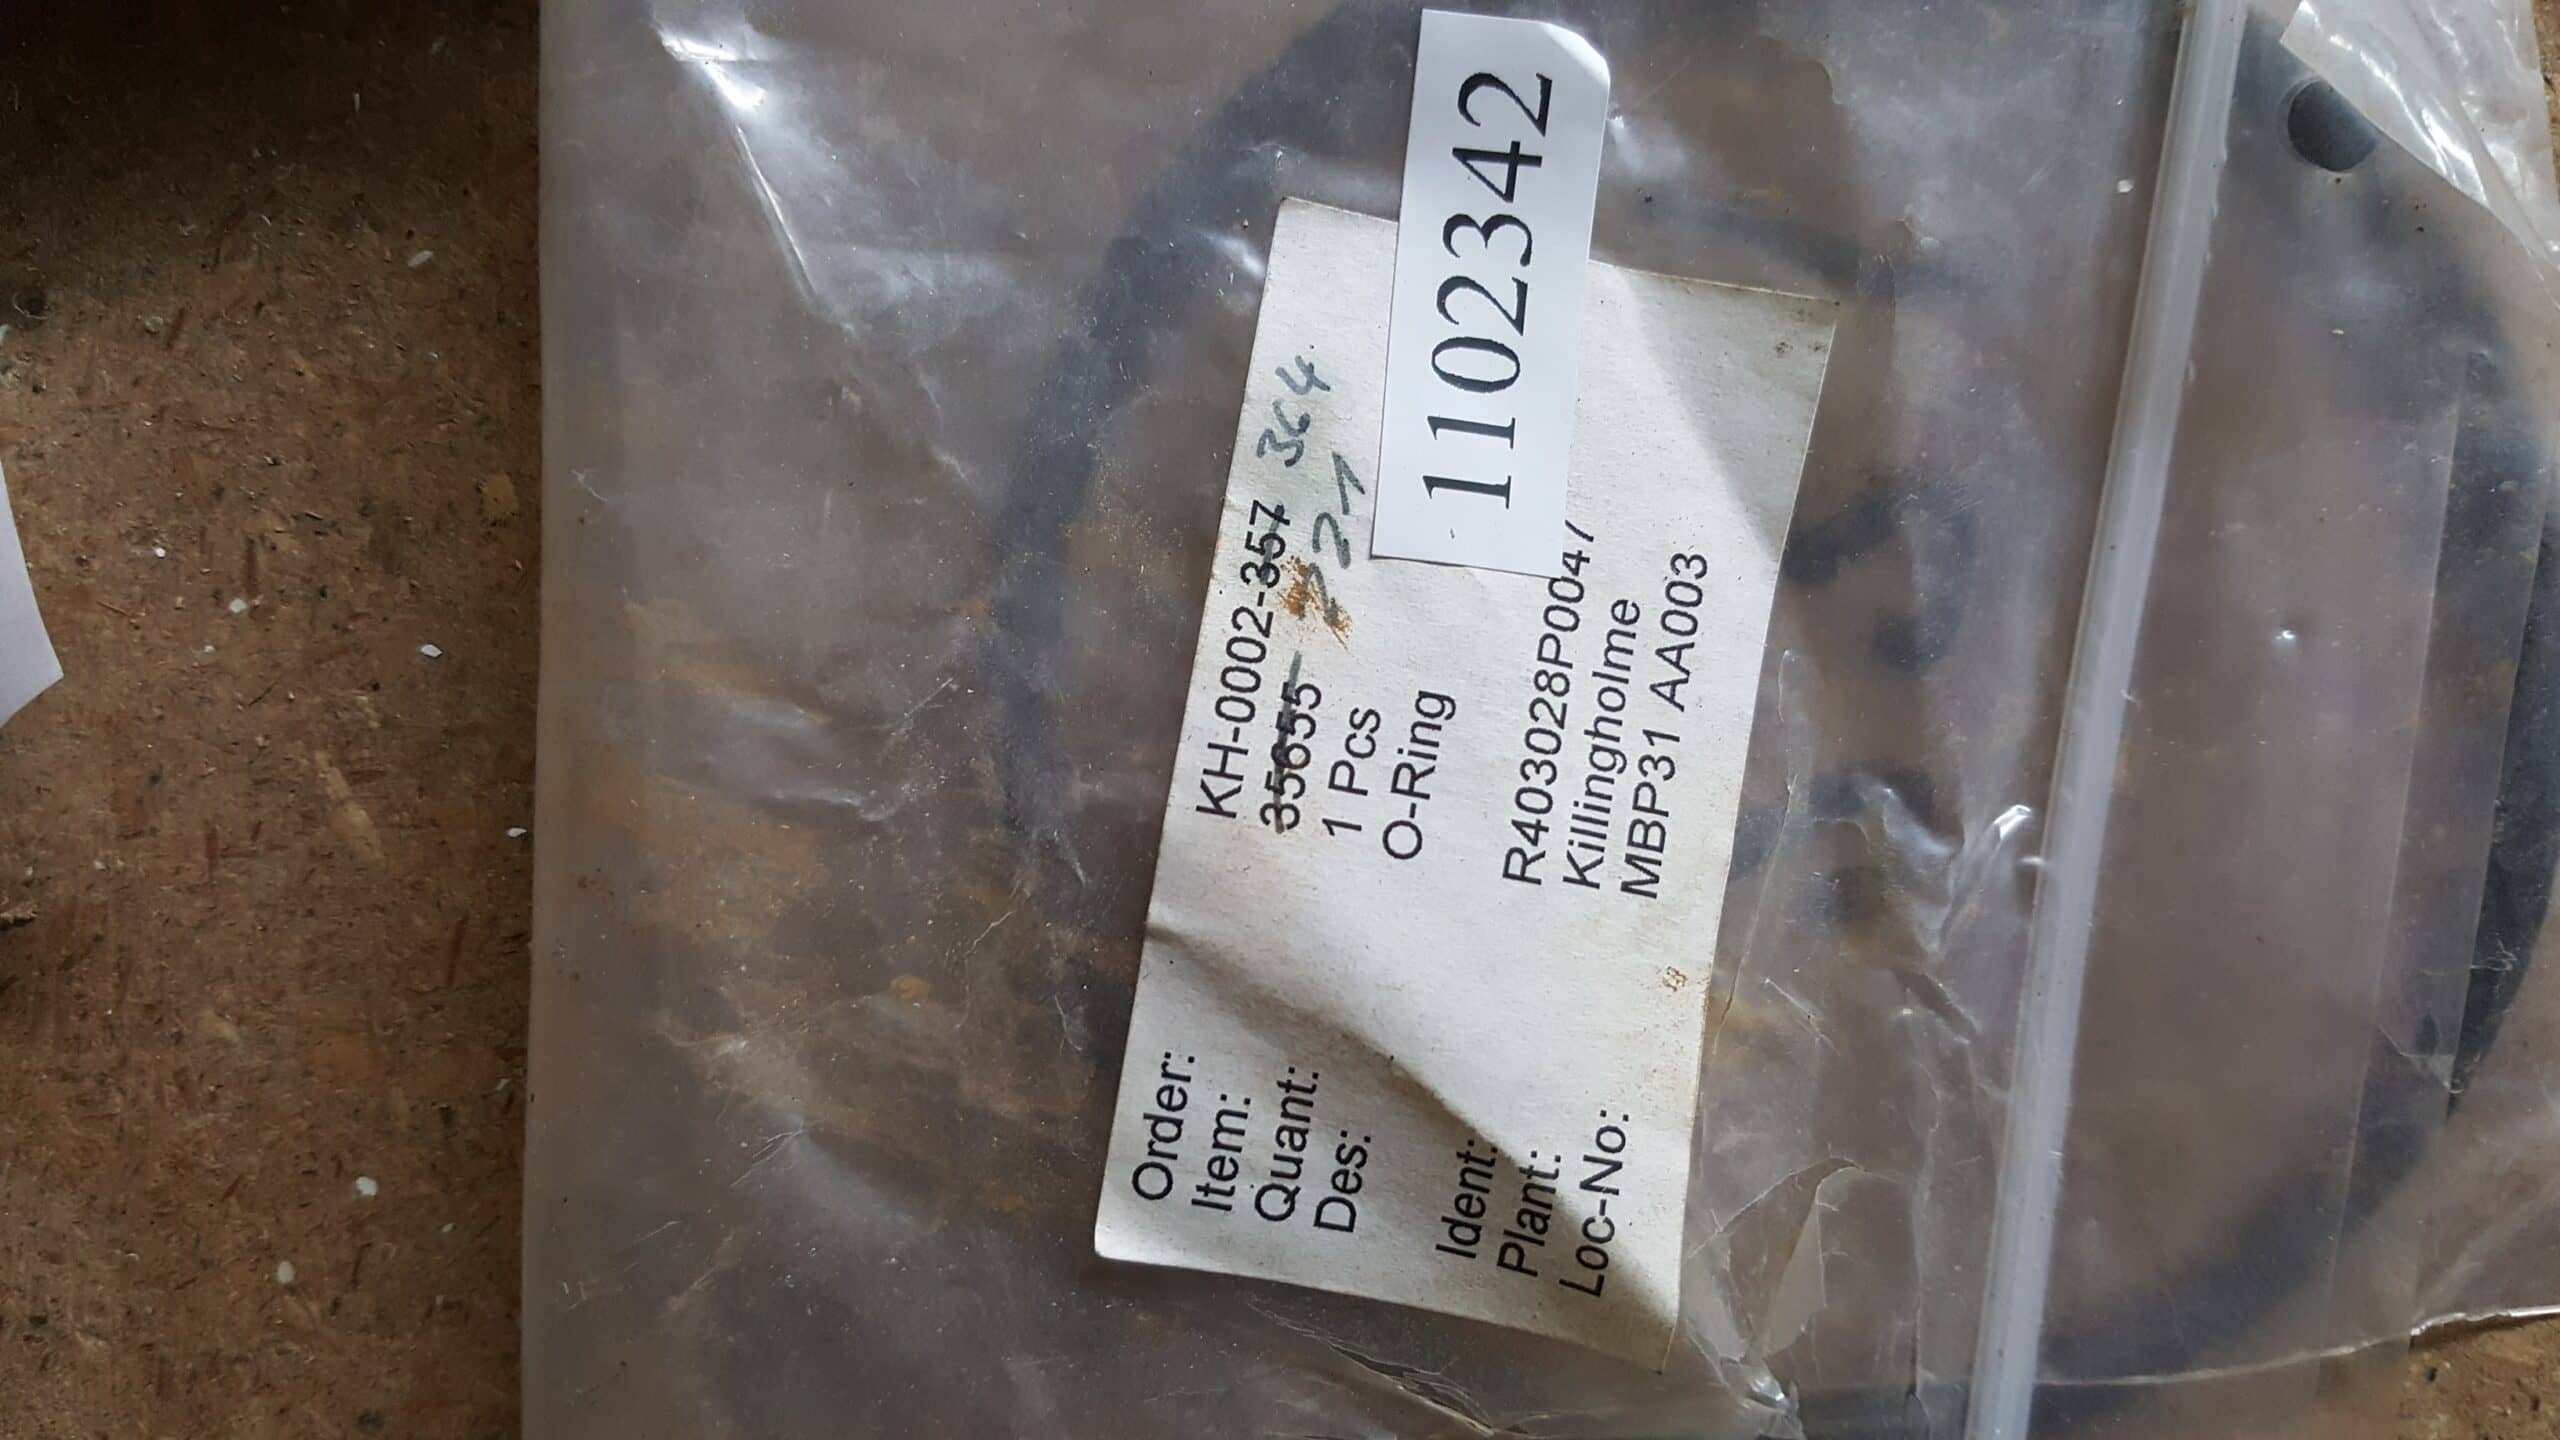 1102342
Order: KH-0002-357 364
Item: 35655 221
Quant: 1 Pcs
Des: O-Ring
Ident: R403028P0047
Plant: Killingholme
Loc-No: MBP31 AA003